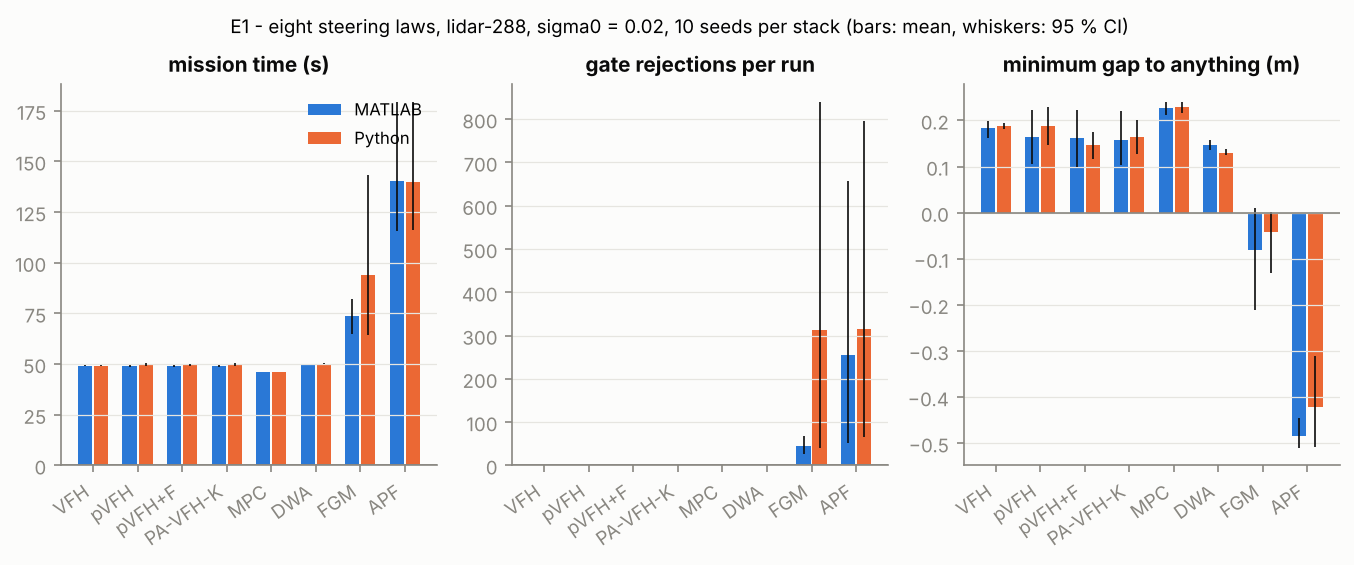 E1 - eight steering laws, lidar-288, sigma0 = 0.02, 10 seeds per stack (bars: mean, whiskers: 95 % CI)
mission time (s)
175
150
125
100
75
50
25
0
MATLAB
Python
VFH
pVFH
pVFH+F
PA-VFH-K
MPC
DWA
FGM
APF
gate rejections per run
800
700
600
500
400
300
200
100
0
VFH
pVFH
pVFH+F
PA-VFH-K
MPC
DWA
FGM
APF
minimum gap to anything (m)
0.2
0.1
0.0
−0.1
−0.2
−0.3
−0.4
−0.5
VFH
pVFH
pVFH+F
PA-VFH-K
MPC
DWA
FGM
APF